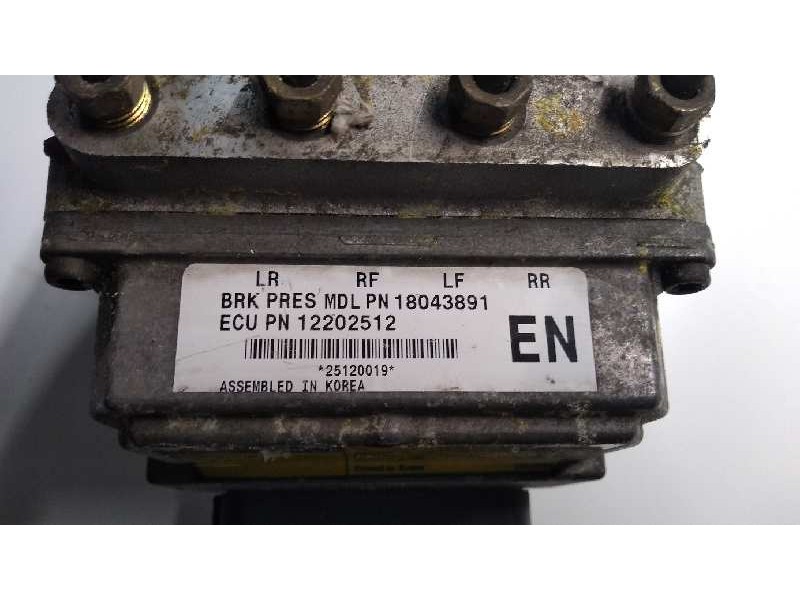 LR RF LF RR
BRK PRES MDL PN 18043891
ECU PN 12202512
EN
*25120019*
ASSEMBLED IN KOREA